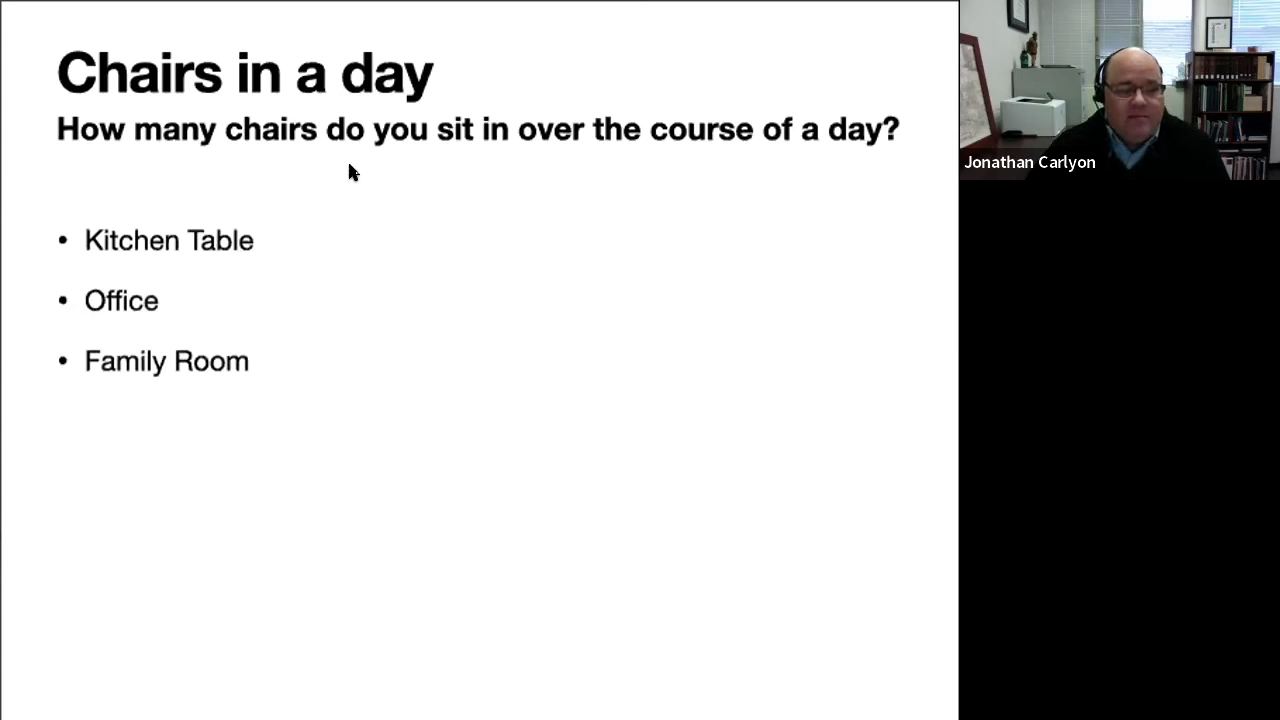 Chairs in a day
How many chairs do you sit in over the course of a day?
• Kitchen Table
• Office
• Family Room
Jonathan Carlyon